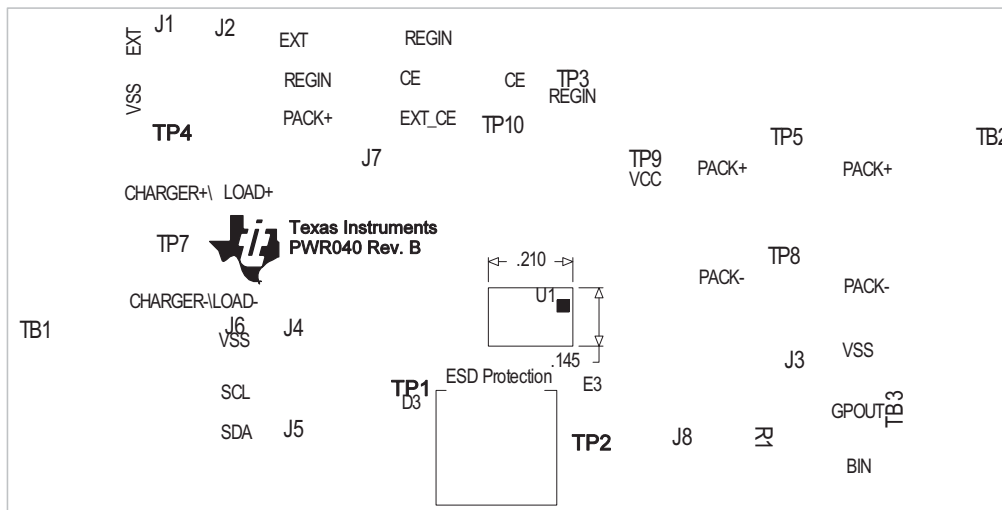 J1
J2
EXT
EXT
REGIN
VSS
REGIN
CE
CE
TP3
REGIN
PACK+
EXT_CE
TP10
TP4
TP5
TB2
J7
TP9
VCC
PACK+
PACK+
CHARGER+\ LOAD+
TP7
Texas Instruments
PWR040 Rev. B
.210
TP8
PACK-
PACK-
CHARGER-\LOAD-
U1
TB1
J6
VSS
J4
.145
J3
VSS
ESD Protection
TP1
D3
E3
SCL
GPOUT
TB3
SDA
J5
TP2
J8
R1
BIN